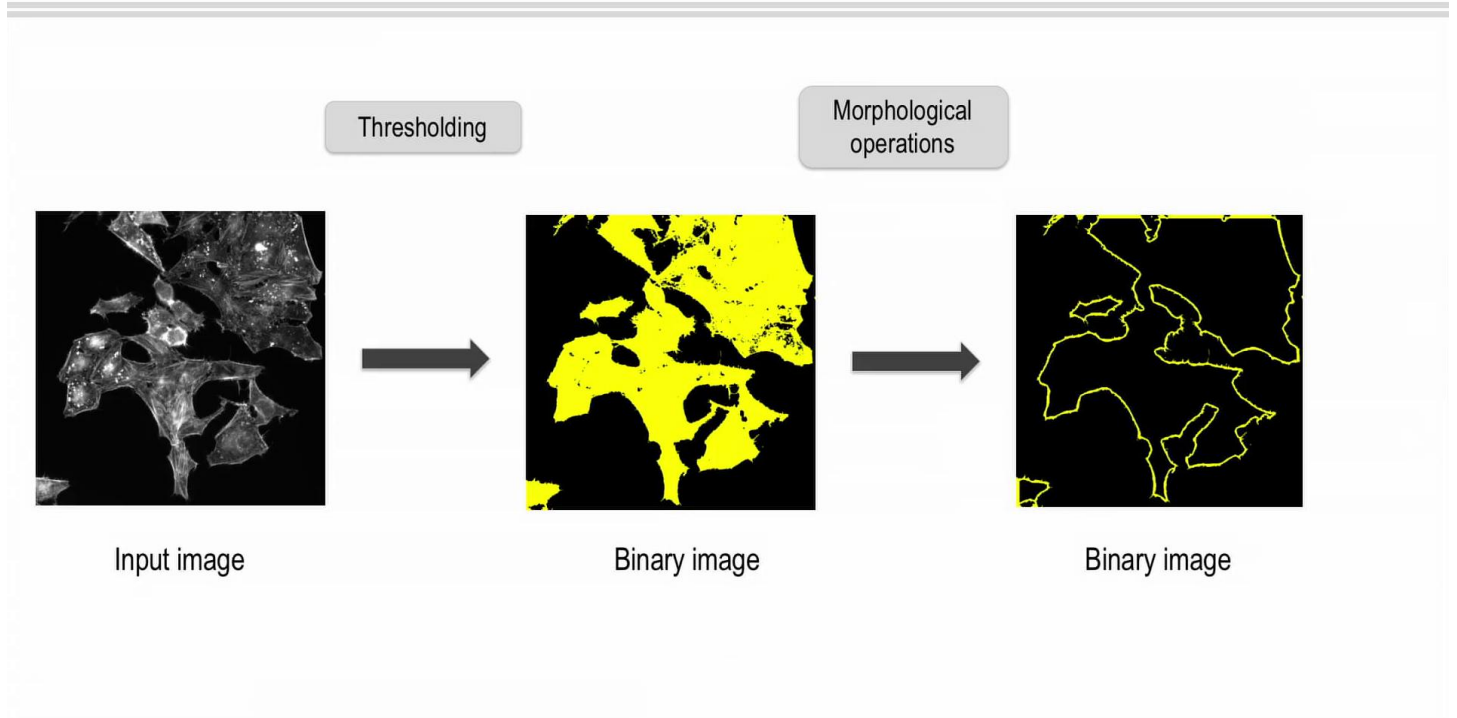 Thresholding
Morphological
operations
Input image
Binary image
Binary image